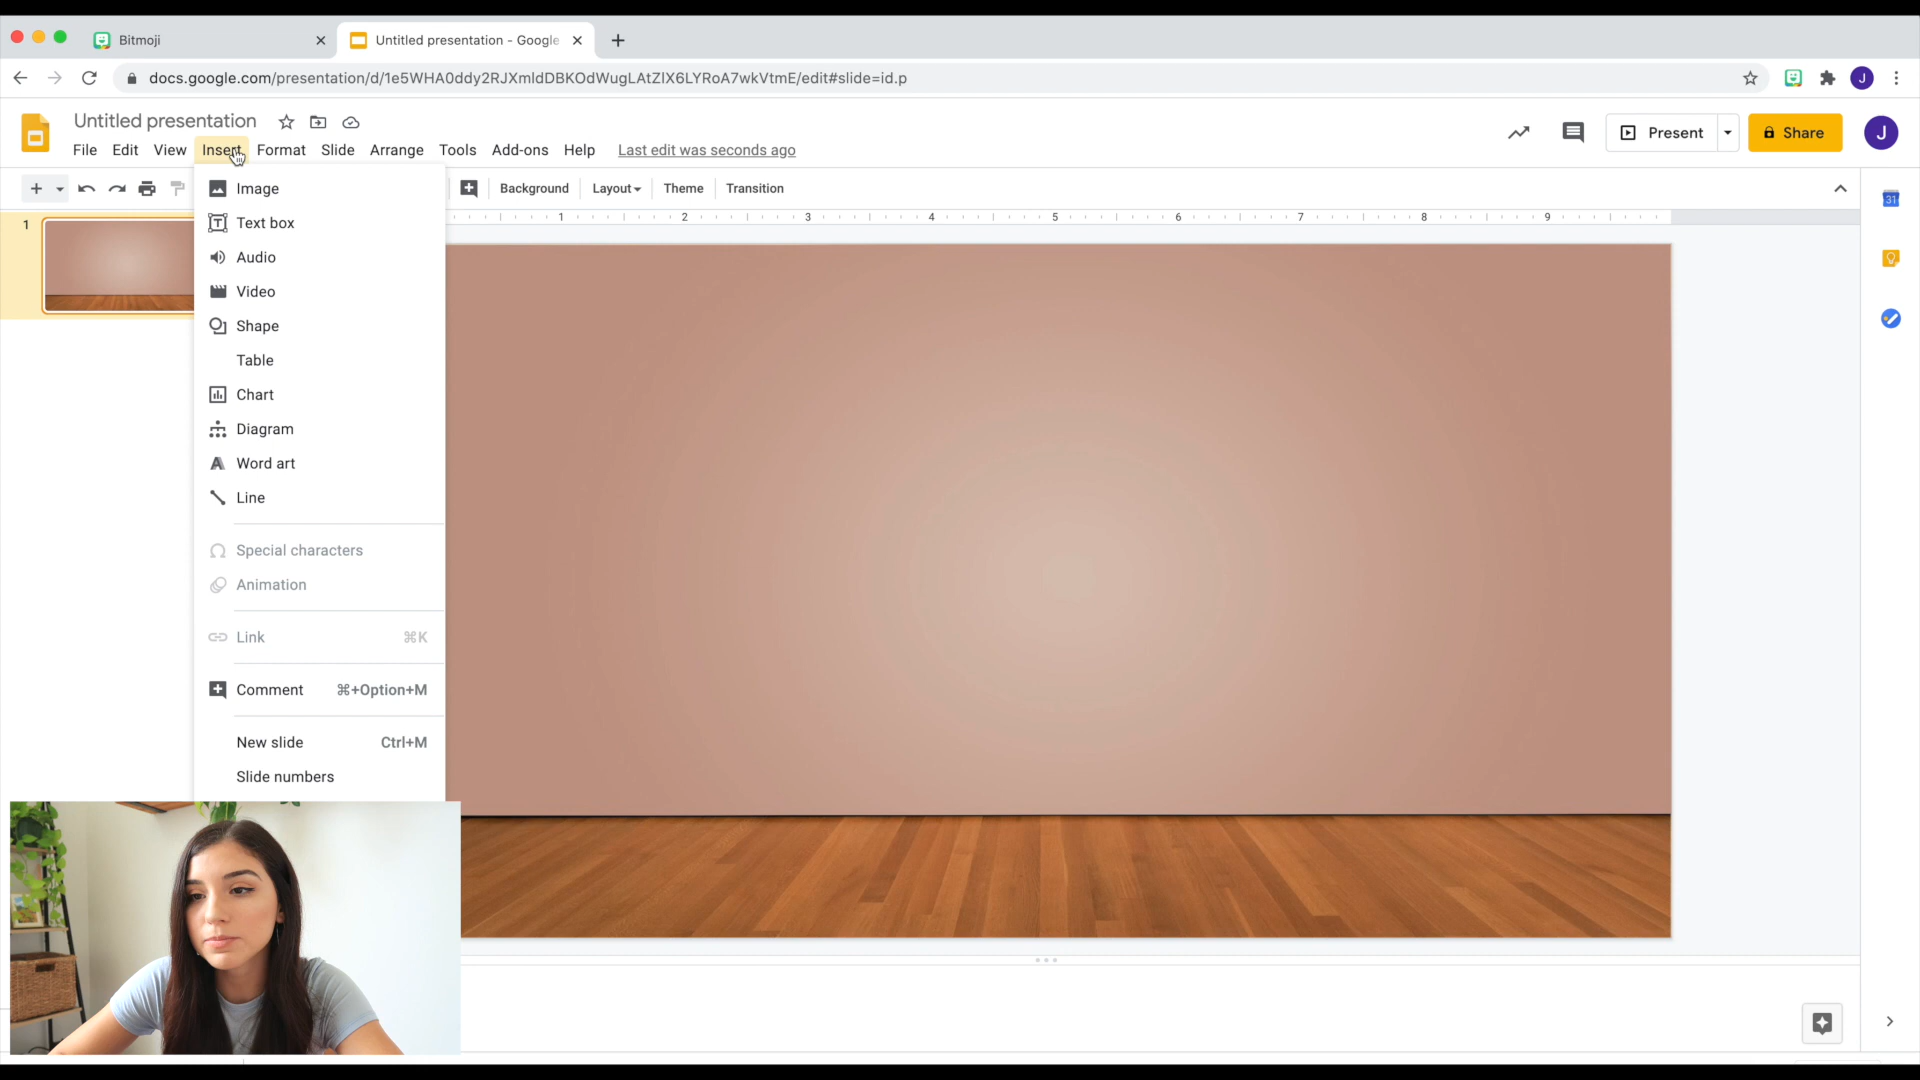 Bitmoji
Untitled presentation - Google
docs.google.com/presentation/d/1e5WHA0ddy2RJXmldDBKOdWugLAtZlX6LYRoA7wkVtmE/edit#slide=id.p
J
Untitled presentation
File Edit View Insert Format Slide Arrange Tools Add-ons Help Last edit was seconds ago
Present
Share
J
Background Layout Theme Transition
1 2 3 4 5 6 7 8 9
31
1
Image
Text box
Audio
Video
Shape
Table
Chart
Diagram
Word art
Line
Special characters
Animation
Link ⌘K
Comment ⌘+Option+M
New slide Ctrl+M
Slide numbers